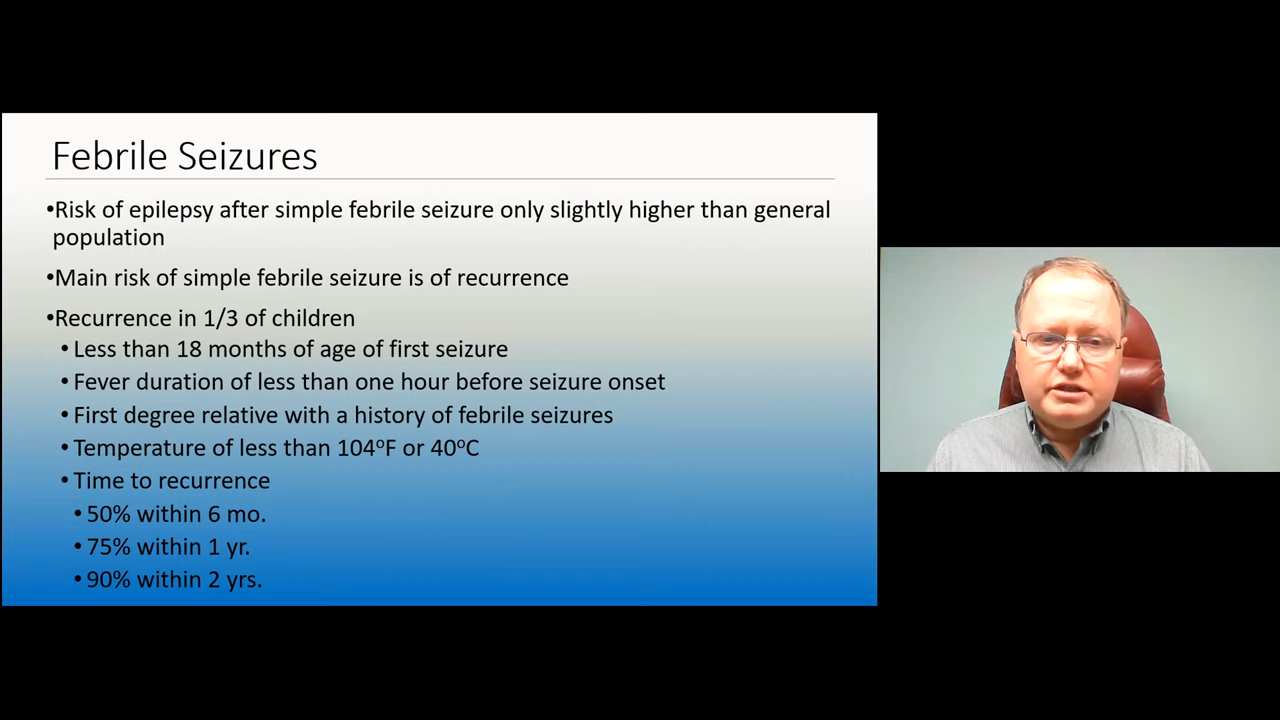 Febrile Seizures
•Risk of epilepsy after simple febrile seizure only slightly higher than general
population
•Main risk of simple febrile seizure is of recurrence
•Recurrence in 1/3 of children
•Less than 18 months of age of first seizure
•Fever duration of less than one hour before seizure onset
•First degree relative with a history of febrile seizures
•Temperature of less than 104ºF or 40ºC
•Time to recurrence
•50% within 6 mo.
•75% within 1 yr.
•90% within 2 yrs.